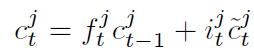 $c_t^j = f_t^j c_{t-1}^j + i_t^j \tilde{c}_t^j$